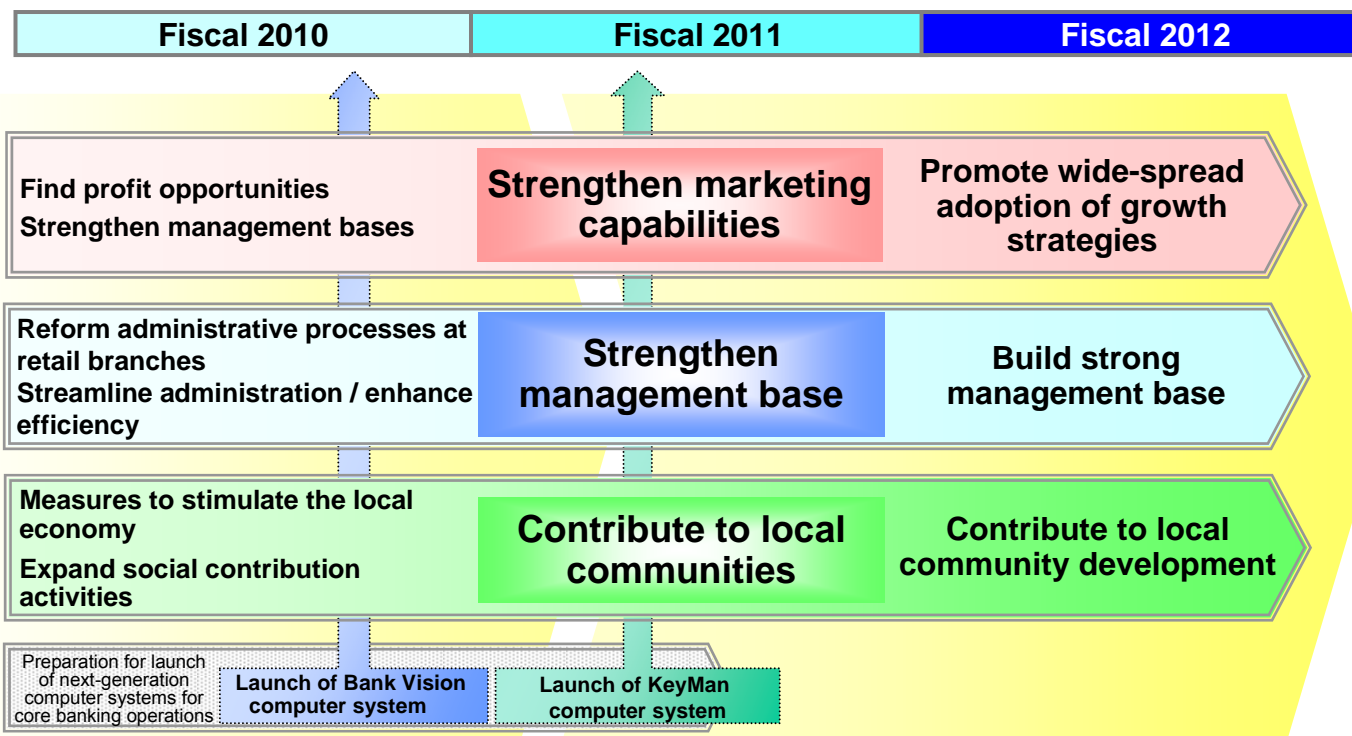 Fiscal 2010
Fiscal 2011
Fiscal 2012
Find profit opportunities
Strengthen management bases
Strengthen marketing
capabilities
Promote wide-spread
adoption of growth
strategies
Reform administrative processes at
retail branches
Streamline administration / enhance
efficiency
Strengthen
management base
Build strong
management base
Measures to stimulate the local
economy
Expand social contribution
activities
Contribute to local
communities
Contribute to local
community development
Preparation for launch
of next-generation
computer systems for
core banking operations
Launch of Bank Vision
computer system
Launch of KeyMan
computer system